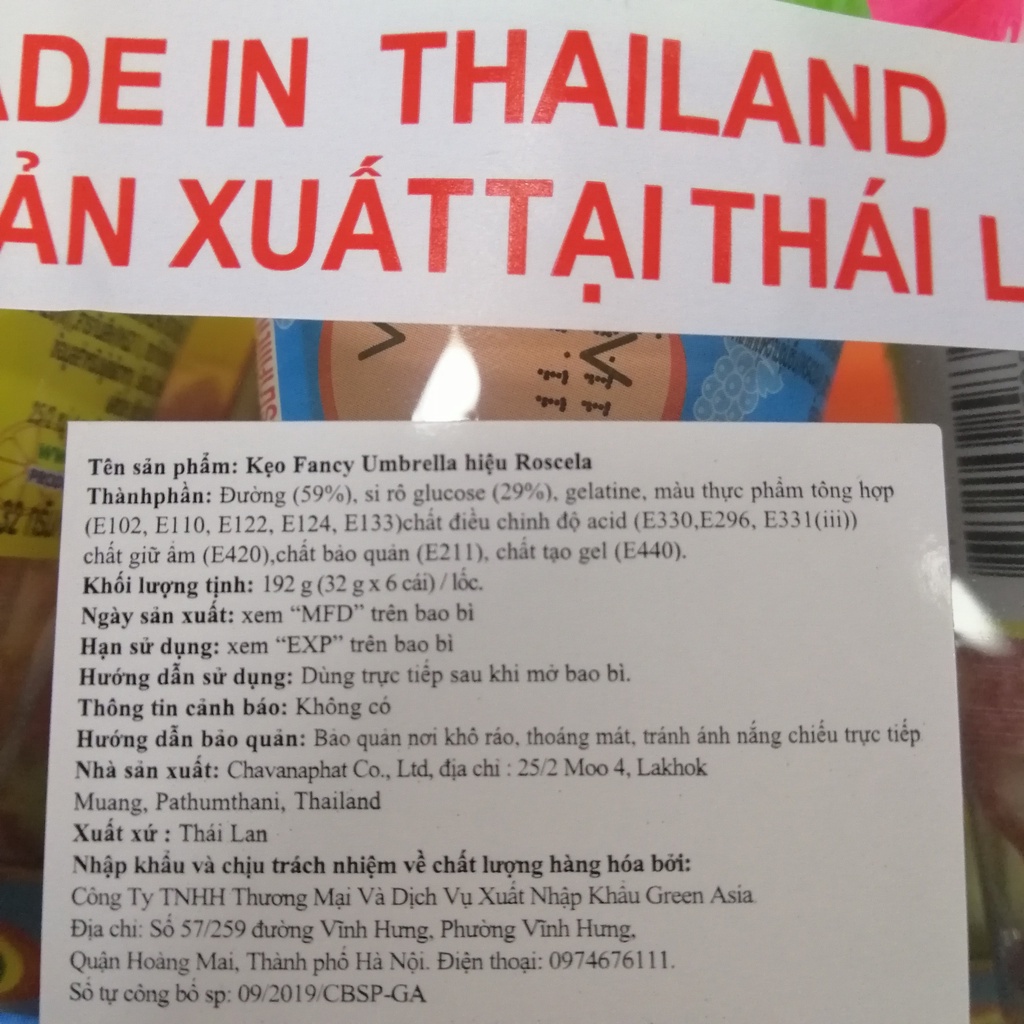 ADE IN THAILAND
ẢN XUẤT TẠI THÁI L
Tên sản phẩm: Kẹo Fancy Umbrella hiệu Roscela
Thànhphần: Đường (59%), si rô glucose (29%), gelatine, màu thực phẩm tổng hợp
(E102, E110, E122, E124, E133)chất điều chỉnh độ acid (E330,E296, E331(iii))
chất giữ ẩm (E420),chất bảo quản (E211), chất tạo gel (E440).
Khối lượng tịnh: 192 g (32 g x 6 cái) / lốc.
Ngày sản xuất: xem “MFD” trên bao bì
Hạn sử dụng: xem “EXP” trên bao bì
Hướng dẫn sử dụng: Dùng trực tiếp sau khi mở bao bì.
Thông tin cảnh báo: Không có
Hướng dẫn bảo quản: Bảo quản nơi khô ráo, thoáng mát, tránh ánh nắng chiếu trực tiếp
Nhà sản xuất: Chavanaphat Co., Ltd, địa chỉ : 25/2 Moo 4, Lakhok
Muang, Pathumthani, Thailand
Xuất xứ : Thái Lan
Nhập khẩu và chịu trách nhiệm về chất lượng hàng hóa bởi:
Công Ty TNHH Thương Mại Và Dịch Vụ Xuất Nhập Khẩu Green Asia
Địa chỉ: Số 57/259 đường Vĩnh Hưng, Phường Vĩnh Hưng,
Quận Hoàng Mai, Thành phố Hà Nội. Điện thoại: 0974676111.
Số tự công bố sp: 09/2019/CBSP-GA